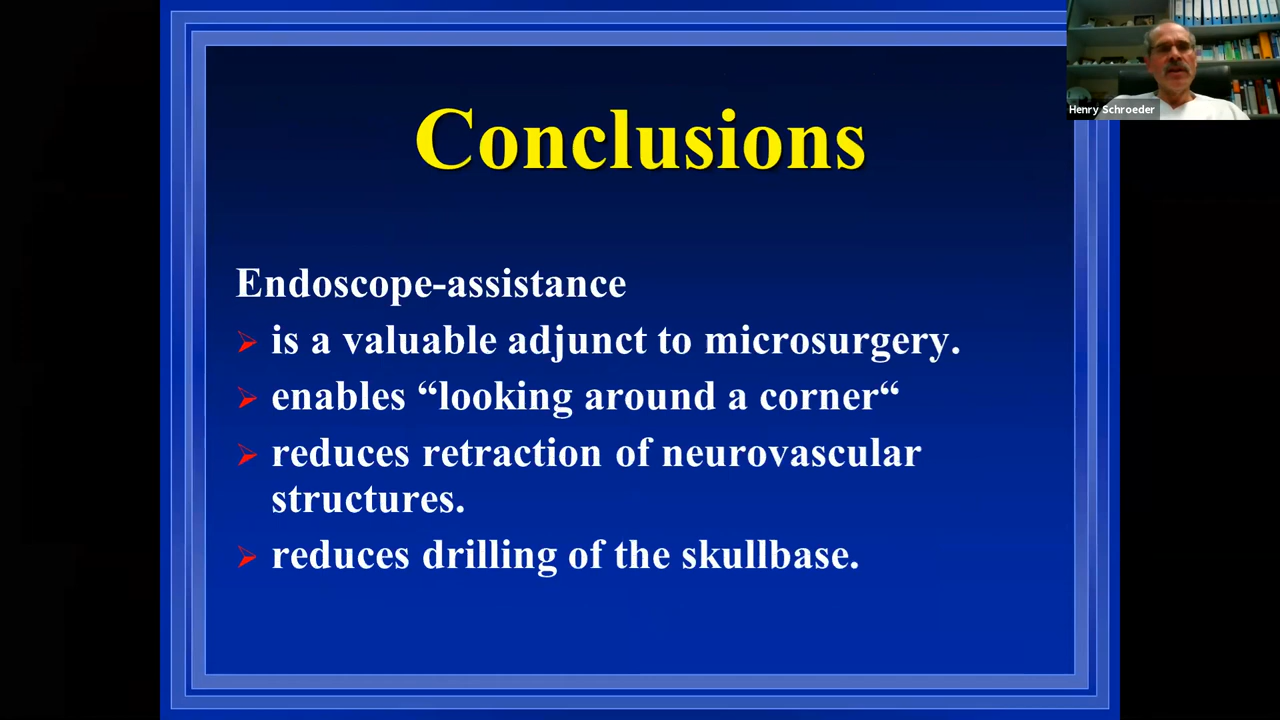 Conclusions
Henry Schroeder
Endoscope-assistance
is a valuable adjunct to microsurgery.
enables “looking around a corner“
reduces retraction of neurovascular
structures.
reduces drilling of the skullbase.